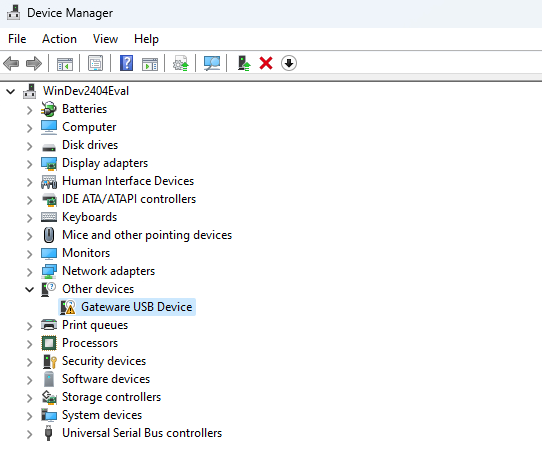 Device Manager
File Action View Help
WinDev2404Eval
Batteries
Computer
Disk drives
Display adapters
Human Interface Devices
IDE ATA/ATAPI controllers
Keyboards
Mice and other pointing devices
Monitors
Network adapters
Other devices
Gateware USB Device
Print queues
Processors
Security devices
Software devices
Storage controllers
System devices
Universal Serial Bus controllers